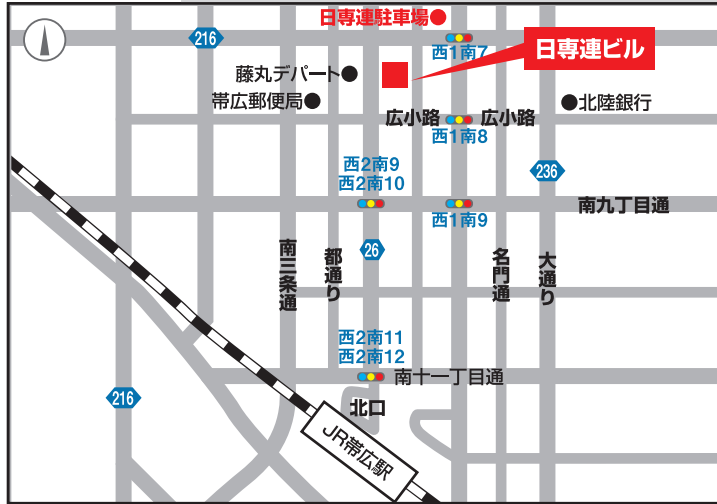 日専連駐車場
216
西1南7
日専連ビル
藤丸デパート
帯広郵便局
北陸銀行
広小路
広小路
西1南8
西2南9
西2南10
236
西1南9
南九丁目通
南三条通
都通り
26
名門通
大通り
西2南11
西2南12
南十一丁目通
216
北口
JR帯広駅